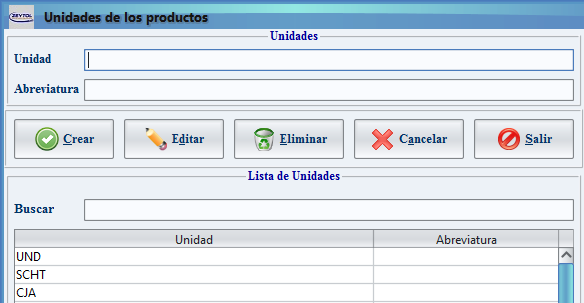 ZEYTOL Unidades de los productos
Unidades
Unidad
Abreviatura
Crear Editar Eliminar Cancelar Salir
Lista de Unidades
Buscar
Unidad Abreviatura
UND
SCHT
CJA